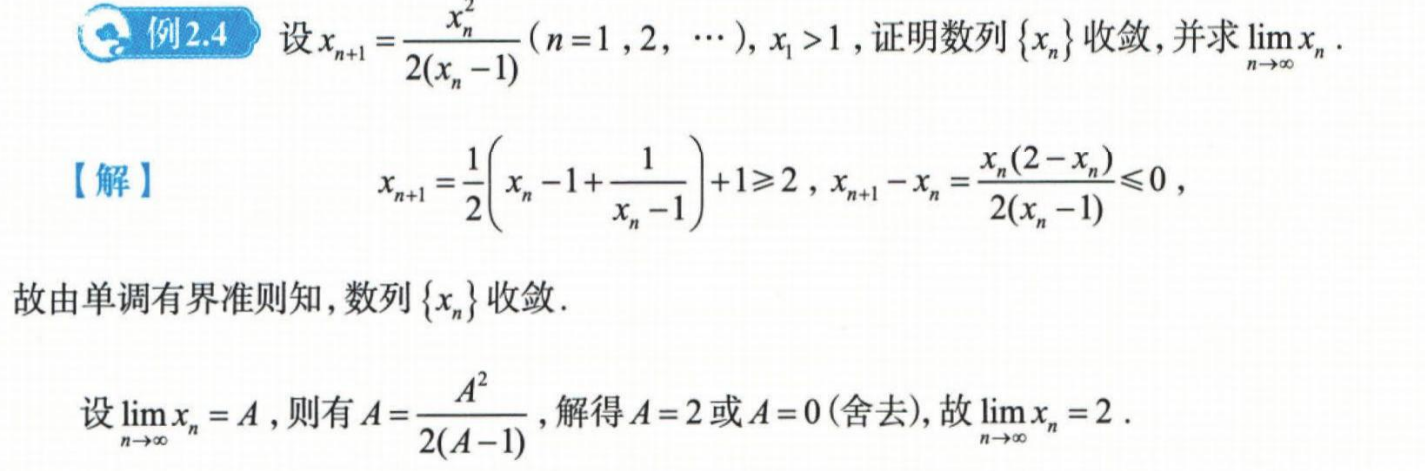 例2.4 设 $x_{n+1}=\frac{x_n^2}{2(x_n-1)}$ ( n=1 , 2, ⋯ ), $x_1>1$ , 证明数列 $\{x_n\}$ 收敛, 并求 $\lim_{n\to\infty}x_n$ .
【解】 $x_{n+1}=\frac{1}{2}\left(x_n-1+\frac{1}{x_n-1}\right)+1\geqslant 2$ , $x_{n+1}-x_n=\frac{x_n(2-x_n)}{2(x_n-1)}\leqslant 0$ ,
故由单调有界准则知, 数列 $\{x_n\}$ 收敛.
设 $\lim_{n\to\infty}x_n=A$ , 则有 $A=\frac{A^2}{2(A-1)}$ , 解得 A=2 或 A=0 (舍去), 故 $\lim_{n\to\infty}x_n=2$ .